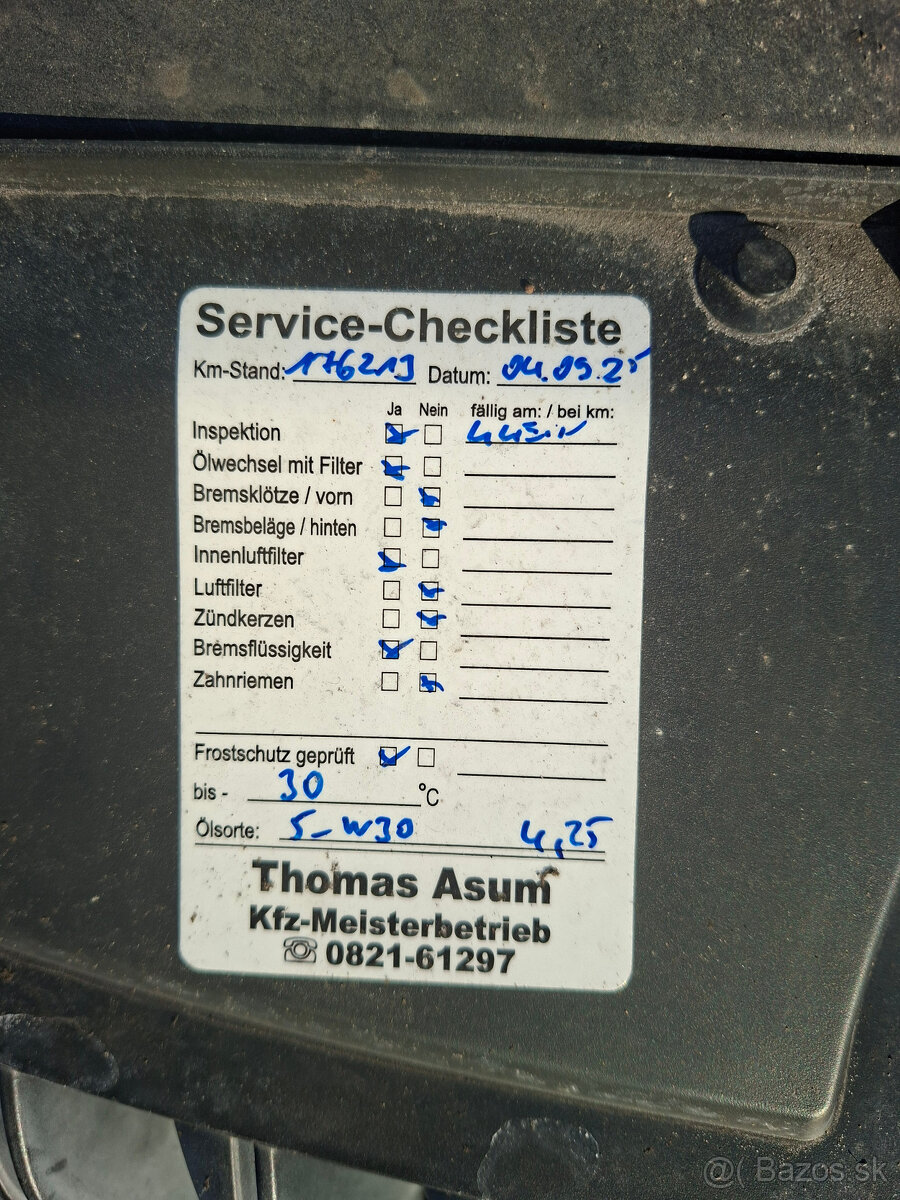 Service-Checkliste
Km-Stand: 176219 Datum: 04.09.25
Ja Nein fällig am: / bei km:
Inspektion
Ölwechsel mit Filter
Bremsklötze / vorn
Bremsbeläge / hinten
Innenluftfilter
Luftfilter
Zündkerzen
Bremsflüssigkeit
Zahnriemen
Frostschutz geprüft
bis - 30 °C
Ölsorte: 5-W30 4,25
Thomas Asum
Kfz-Meisterbetrieb
☏ 0821-61297
@( Bazos.sk